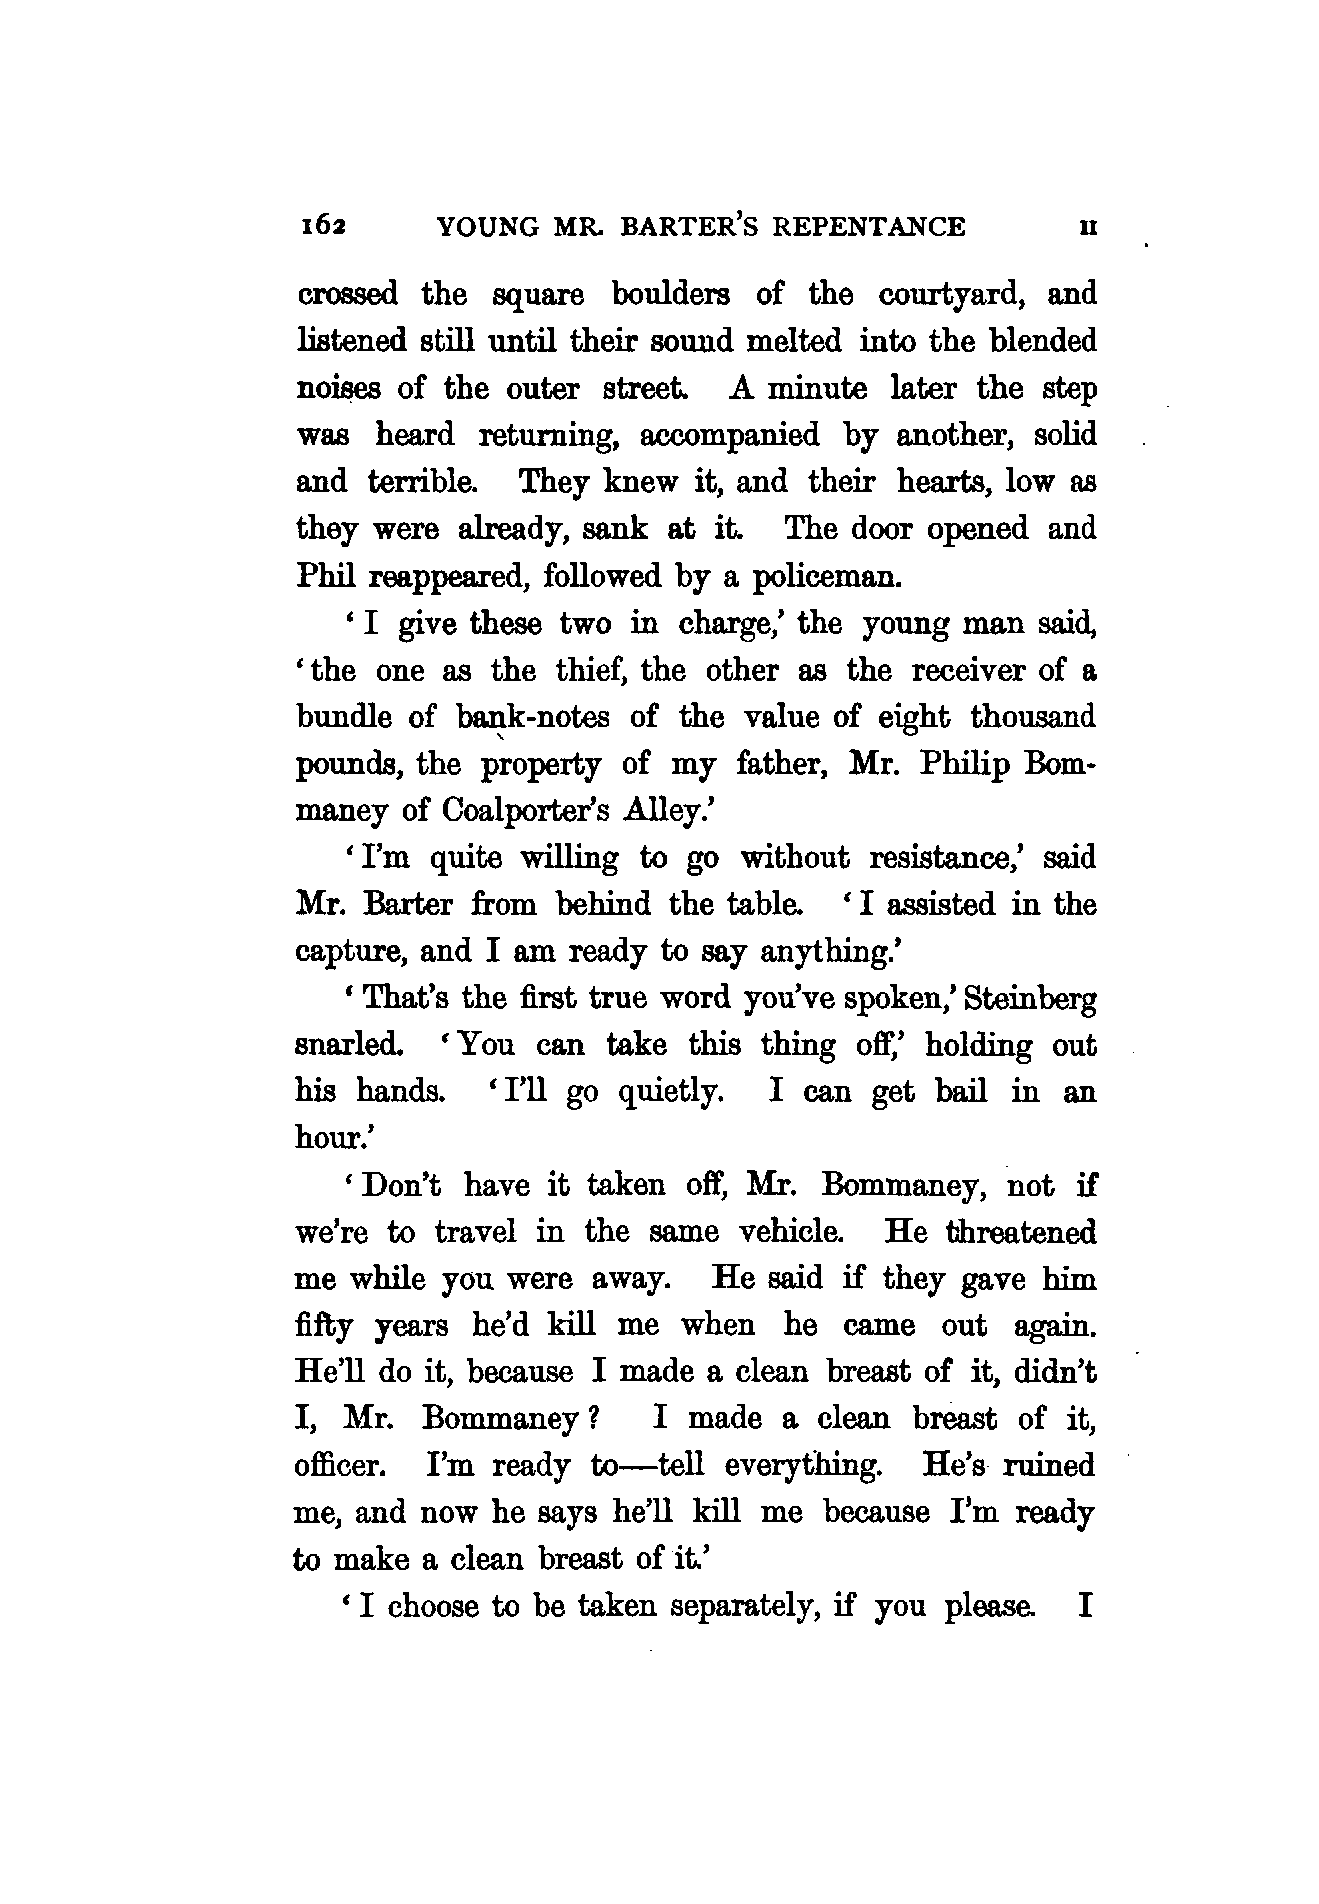 162 YOUNG MR. BARTER'S REPENTANCE II
crossed the square boulders of the courtyard, and
listened still until their sound melted into the blended
noises of the outer street. A minute later the step
was heard returning, accompanied by another, solid
and terrible. They knew it, and their hearts, low as
they were already, sank at it. The door opened and
Phil reappeared, followed by a policeman.
‘I give these two in charge,’ the young man said,
‘the one as the thief, the other as the receiver of a
bundle of bank-notes of the value of eight thousand
pounds, the property of my father, Mr. Philip Bom-
maney of Coalporter's Alley.’
‘I'm quite willing to go without resistance,’ said
Mr. Barter from behind the table. ‘I assisted in the
capture, and I am ready to say anything.’
‘That's the first true word you've spoken,’ Steinberg
snarled. ‘You can take this thing off,’ holding out
his hands. ‘I'll go quietly. I can get bail in an
hour.’
‘Don't have it taken off, Mr. Bommaney, not if
we're to travel in the same vehicle. He threatened
me while you were away. He said if they gave him
fifty years he'd kill me when he came out again.
He'll do it, because I made a clean breast of it, didn't
I, Mr. Bommaney? I made a clean breast of it,
officer. I'm ready to—tell everything. He's ruined
me, and now he says he'll kill me because I'm ready
to make a clean breast of it.’
‘I choose to be taken separately, if you please. I